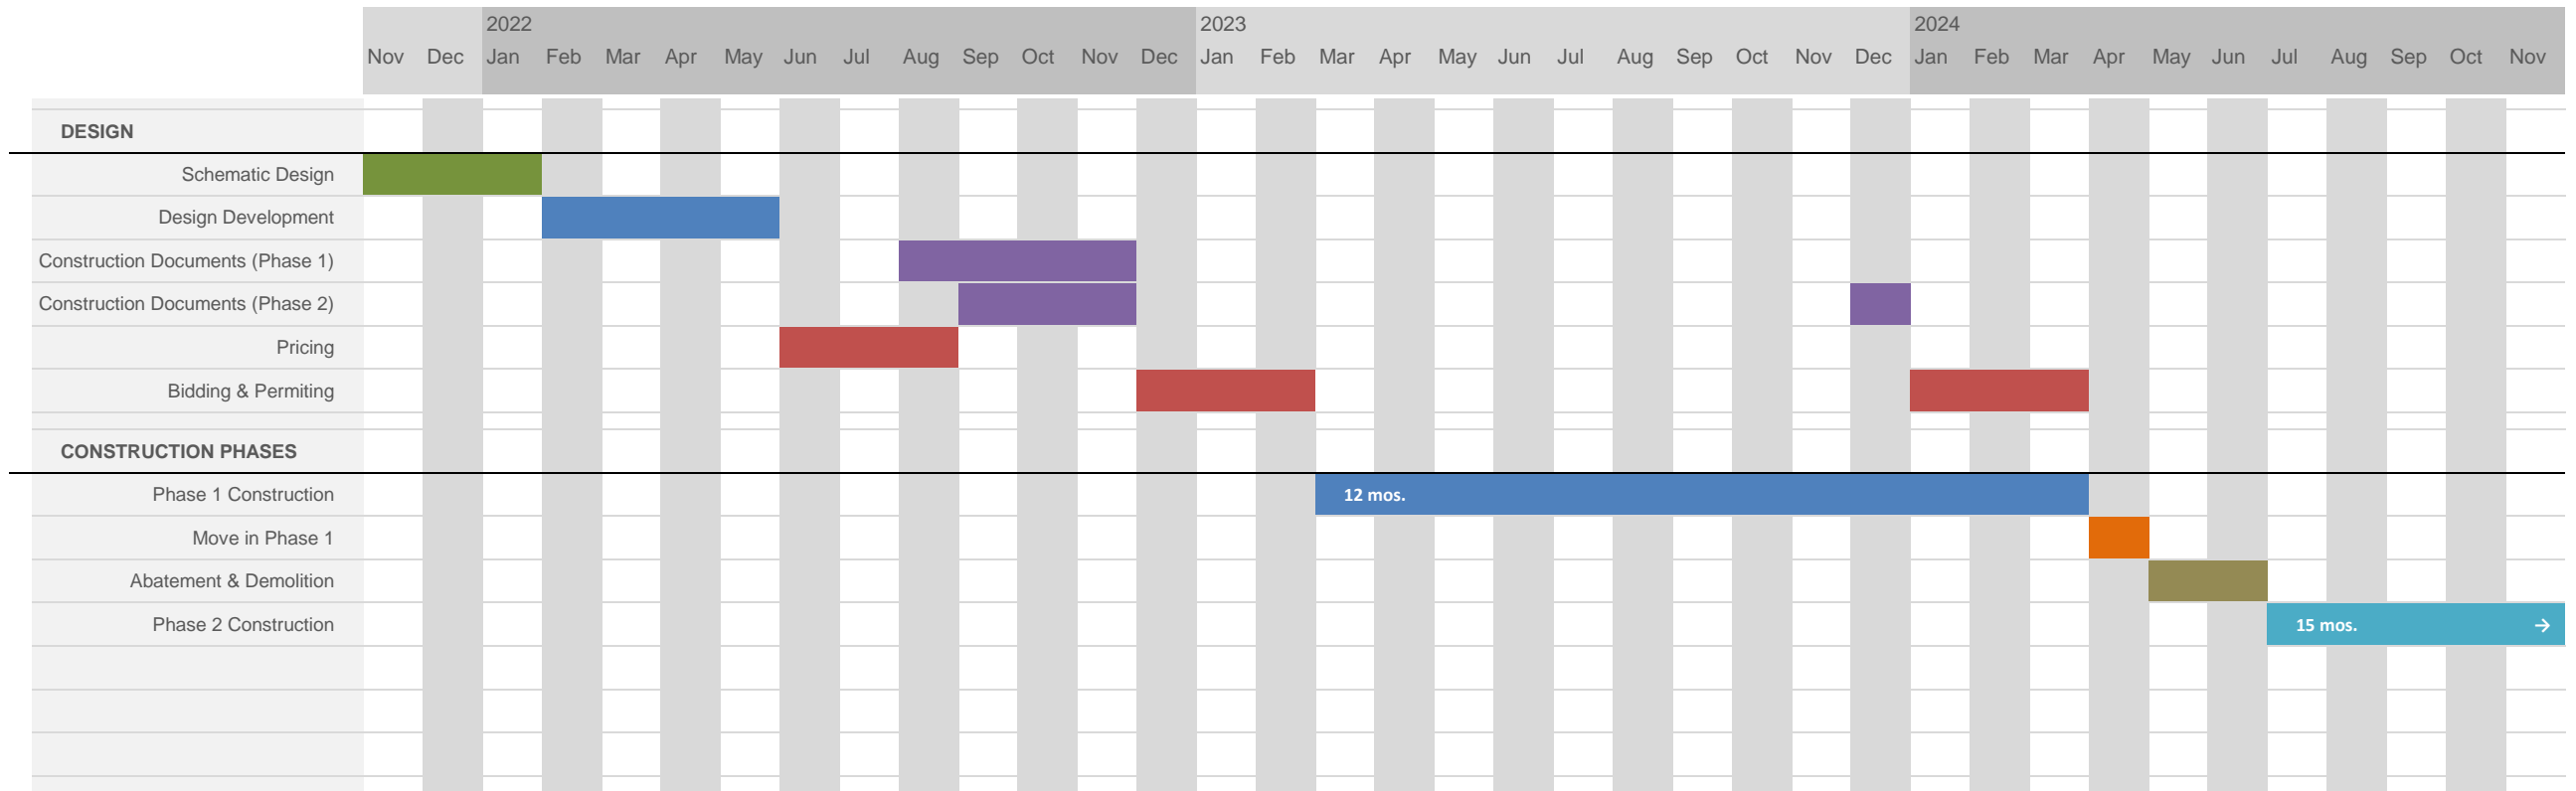 2022 2023 2024
Nov Dec Jan Feb Mar Apr May Jun Jul Aug Sep Oct Nov Dec Jan Feb Mar Apr May Jun Jul Aug Sep Oct Nov Dec Jan Feb Mar Apr May Jun Jul Aug Sep Oct Nov
DESIGN
Schematic Design
Design Development
Construction Documents (Phase 1)
Construction Documents (Phase 2)
Pricing
Bidding & Permiting
CONSTRUCTION PHASES
Phase 1 Construction 12 mos.
Move in Phase 1
Abatement & Demolition
Phase 2 Construction 15 mos. →